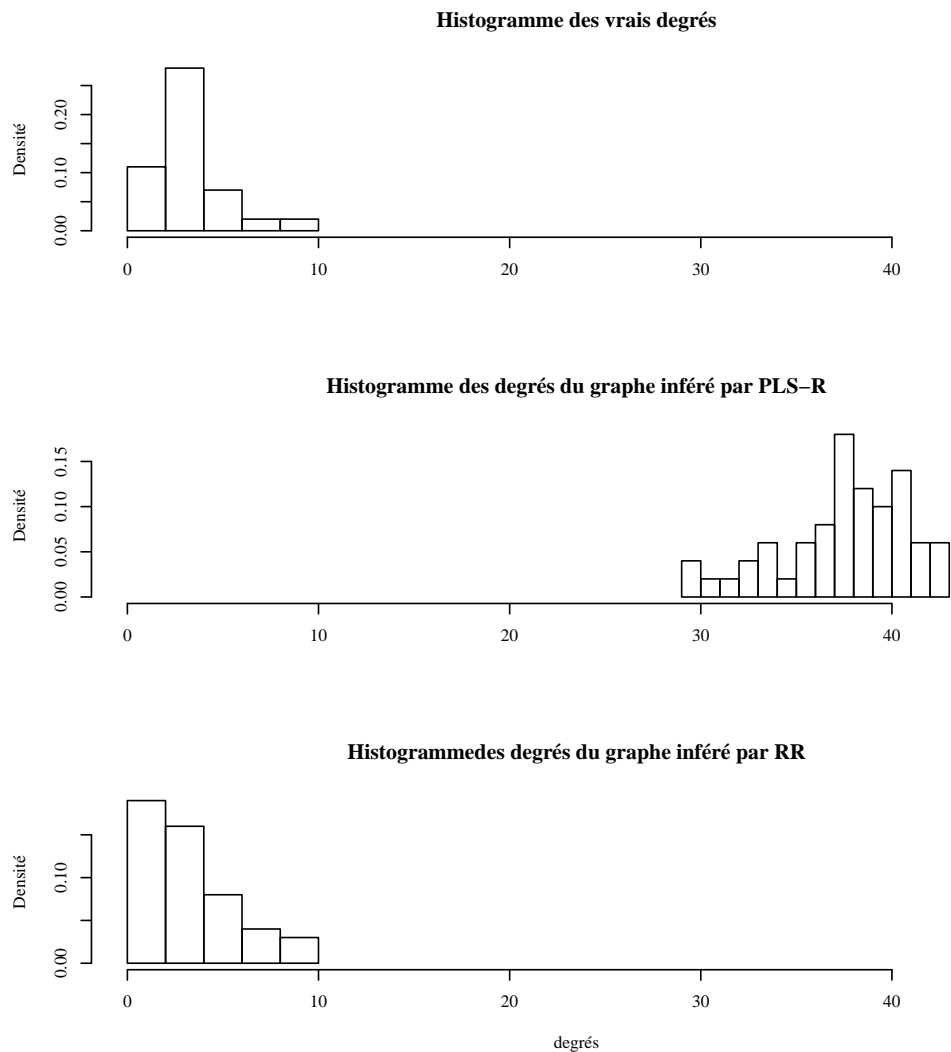 Histogramme des vrais degrés
Densité
0.00 0.10 0.20
0 10 20 30 40
Histogramme des degrés du graphe inféré par PLS−R
Densité
0.00 0.05 0.10 0.15
0 10 20 30 40
Histogrammedes degrés du graphe inféré par RR
Densité
0.00 0.10
0 10 20 30 40
degrés